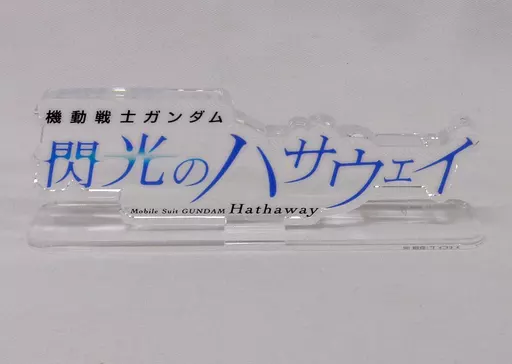 機動戦士ガンダム
閃光のハサウェイ
Mobile Suit GUNDAM Hathaway